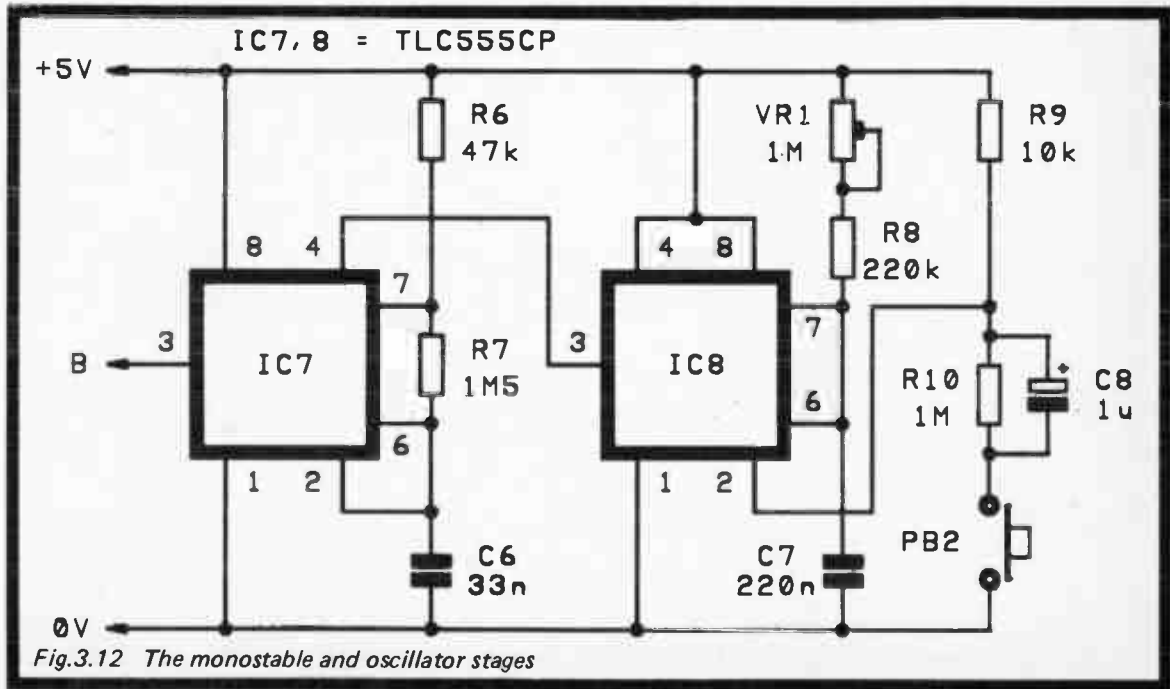 IC7,8 = TLC555CP
+5V
R6
47k
VR1
1M
R9
10k
8 4
4 8
R8
220k
7
7
3
B
IC7
R7
1M5
3
IC8
R10
1M
C8
1u
+
6
6
1 2
1 2
PB2
C6
33n
C7
220n
0V
Fig.3.12 The monostable and oscillator stages